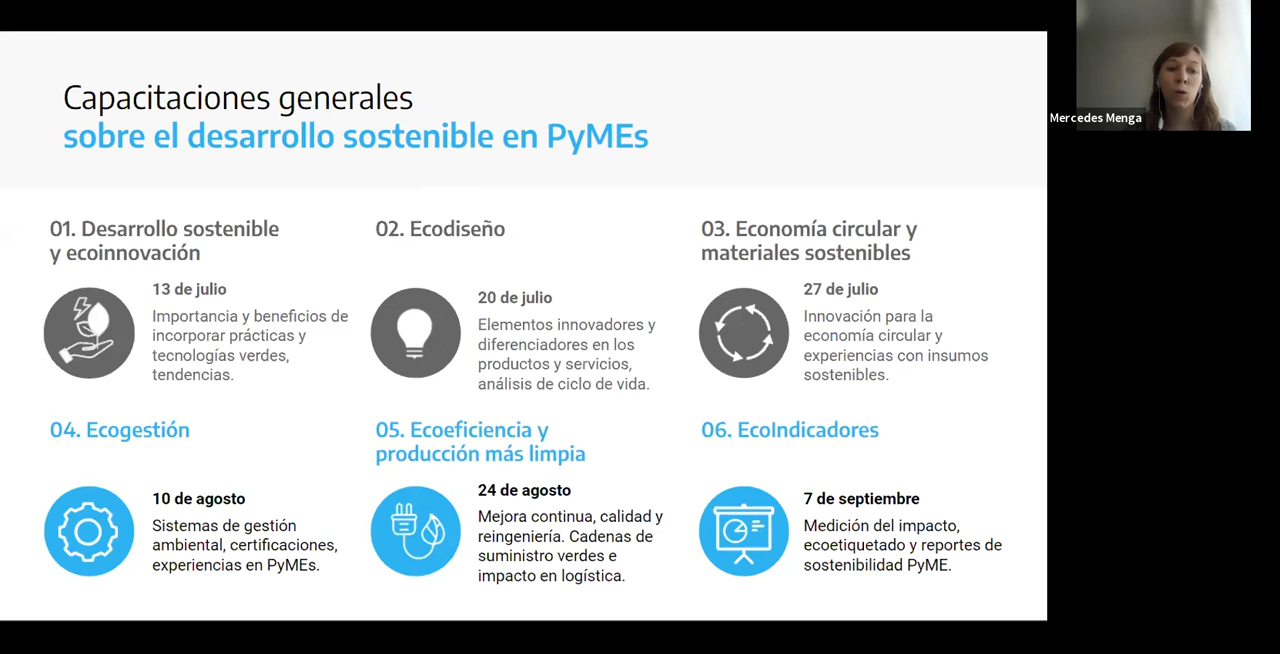 Capacitaciones generales
sobre el desarrollo sostenible en PyMEs
Mercedes Menga
01. Desarrollo sostenible
y ecoinnovación
13 de julio
Importancia y beneficios de
incorporar prácticas y
tecnologías verdes,
tendencias.
02. Ecodiseño
20 de julio
Elementos innovadores y
diferenciadores en los
productos y servicios,
análisis de ciclo de vida.
03. Economía circular y
materiales sostenibles
27 de julio
Innovación para la
economía circular y
experiencias con insumos
sostenibles.
04. Ecogestión
10 de agosto
Sistemas de gestión
ambiental, certificaciones,
experiencias en PyMEs.
05. Ecoeficiencia y
producción más limpia
24 de agosto
Mejora continua, calidad y
reingeniería. Cadenas de
suministro verdes e
impacto en logística.
06. EcoIndicadores
7 de septiembre
Medición del impacto,
ecoetiquetado y reportes de
sostenibilidad PyME.